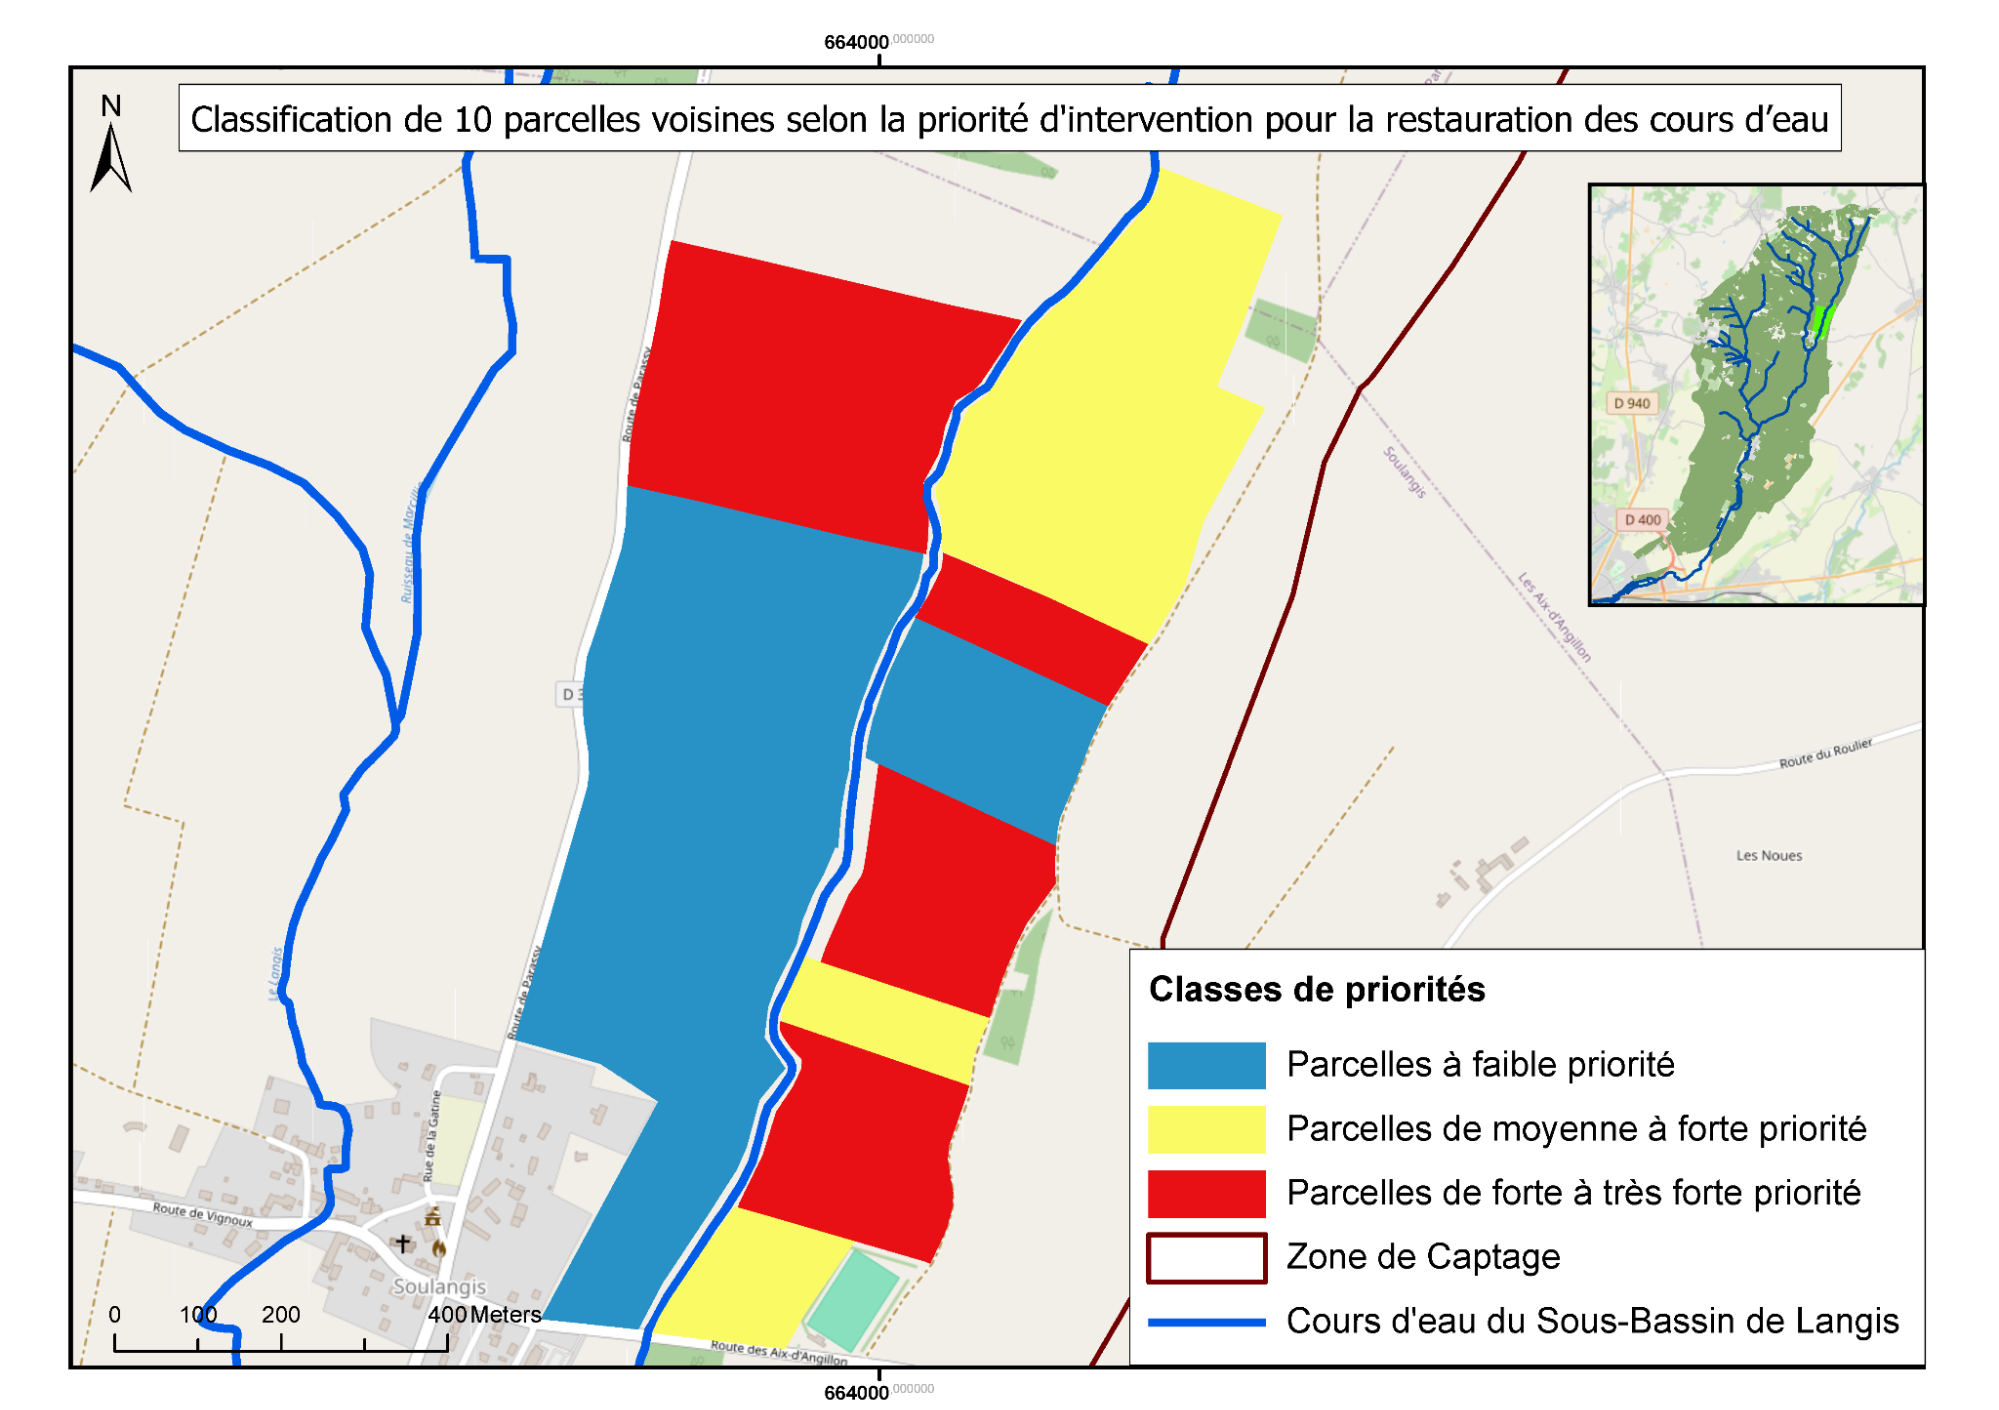 664000,000000
N
Classification de 10 parcelles voisines selon la priorité d'intervention pour la restauration des cours d’eau
Route de Parassy
D 940
Soulangis
Ruisseau de Marcilly
D 400
Les Aix-d'Angillon
D 3
Route du Roulier
Les Noues
Le Langis
Route de Parassy
Classes de priorités
Parcelles à faible priorité
Rue de la Gatine
Parcelles de moyenne à forte priorité
Parcelles de forte à très forte priorité
Route de Vignoux
Zone de Captage
Soulangis
0 100 200 400 Meters
Cours d'eau du Sous-Bassin de Langis
Route des Aix-d'Angillon
664000,000000